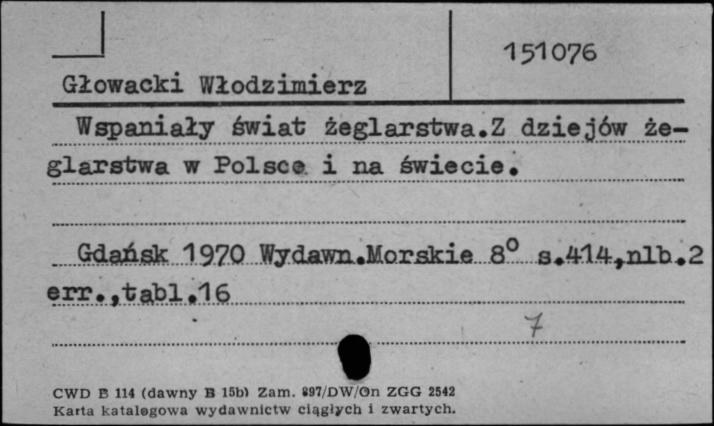 151076
Głowacki Włodzimierz
Wspaniały świat żeglarstwa.Z dziejów że-
glarstwa w Polsce i na świecie.
Gdańsk 1970 Wydawn.Morskie 8° s.414,nlb.2
err.,tabl.16
7
CWD B 114 (dawny B 15b) Zam. 897/DW/On ZGG 2542
Karta katalogowa wydawnictw ciągłych i zwartych.